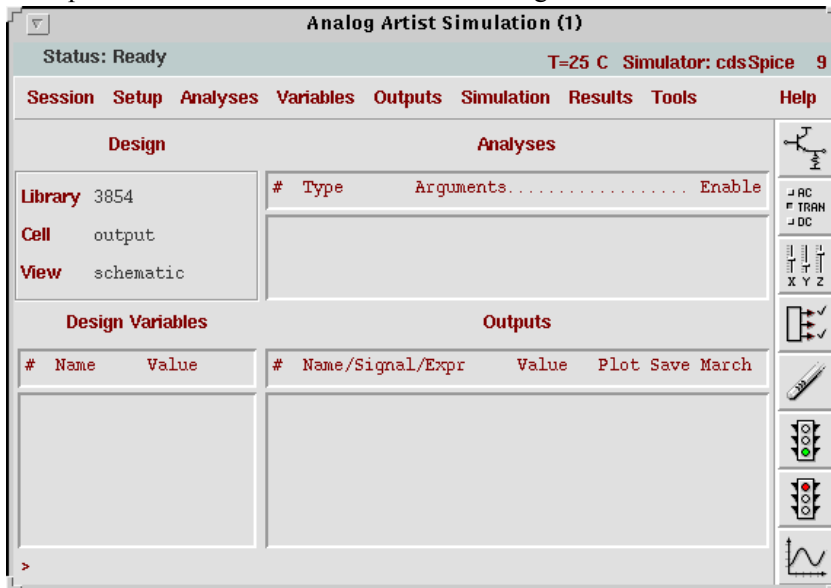 Analog Artist Simulation (1)
Status: Ready
T=25 C Simulator: cdsSpice 9
Session Setup Analyses Variables Outputs Simulation Results Tools Help
Design
Analyses
Library 3854
Cell output
View schematic
# Type Arguments.................. Enable
AC
TRAN
DC
X Y Z
Design Variables
Outputs
# Name Value
# Name/Signal/Expr Value Plot Save March
>